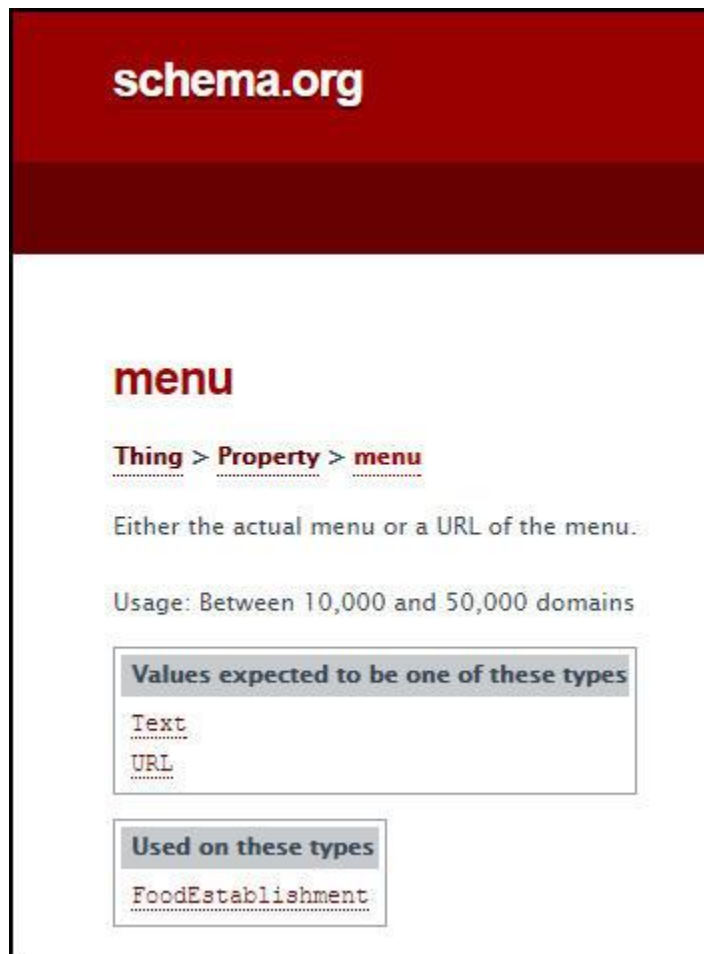 schema.org
menu
Thing > Property > menu
Either the actual menu or a URL of the menu.
Usage: Between 10,000 and 50,000 domains
Values expected to be one of these types
Text
URL
Used on these types
FoodEstablishment